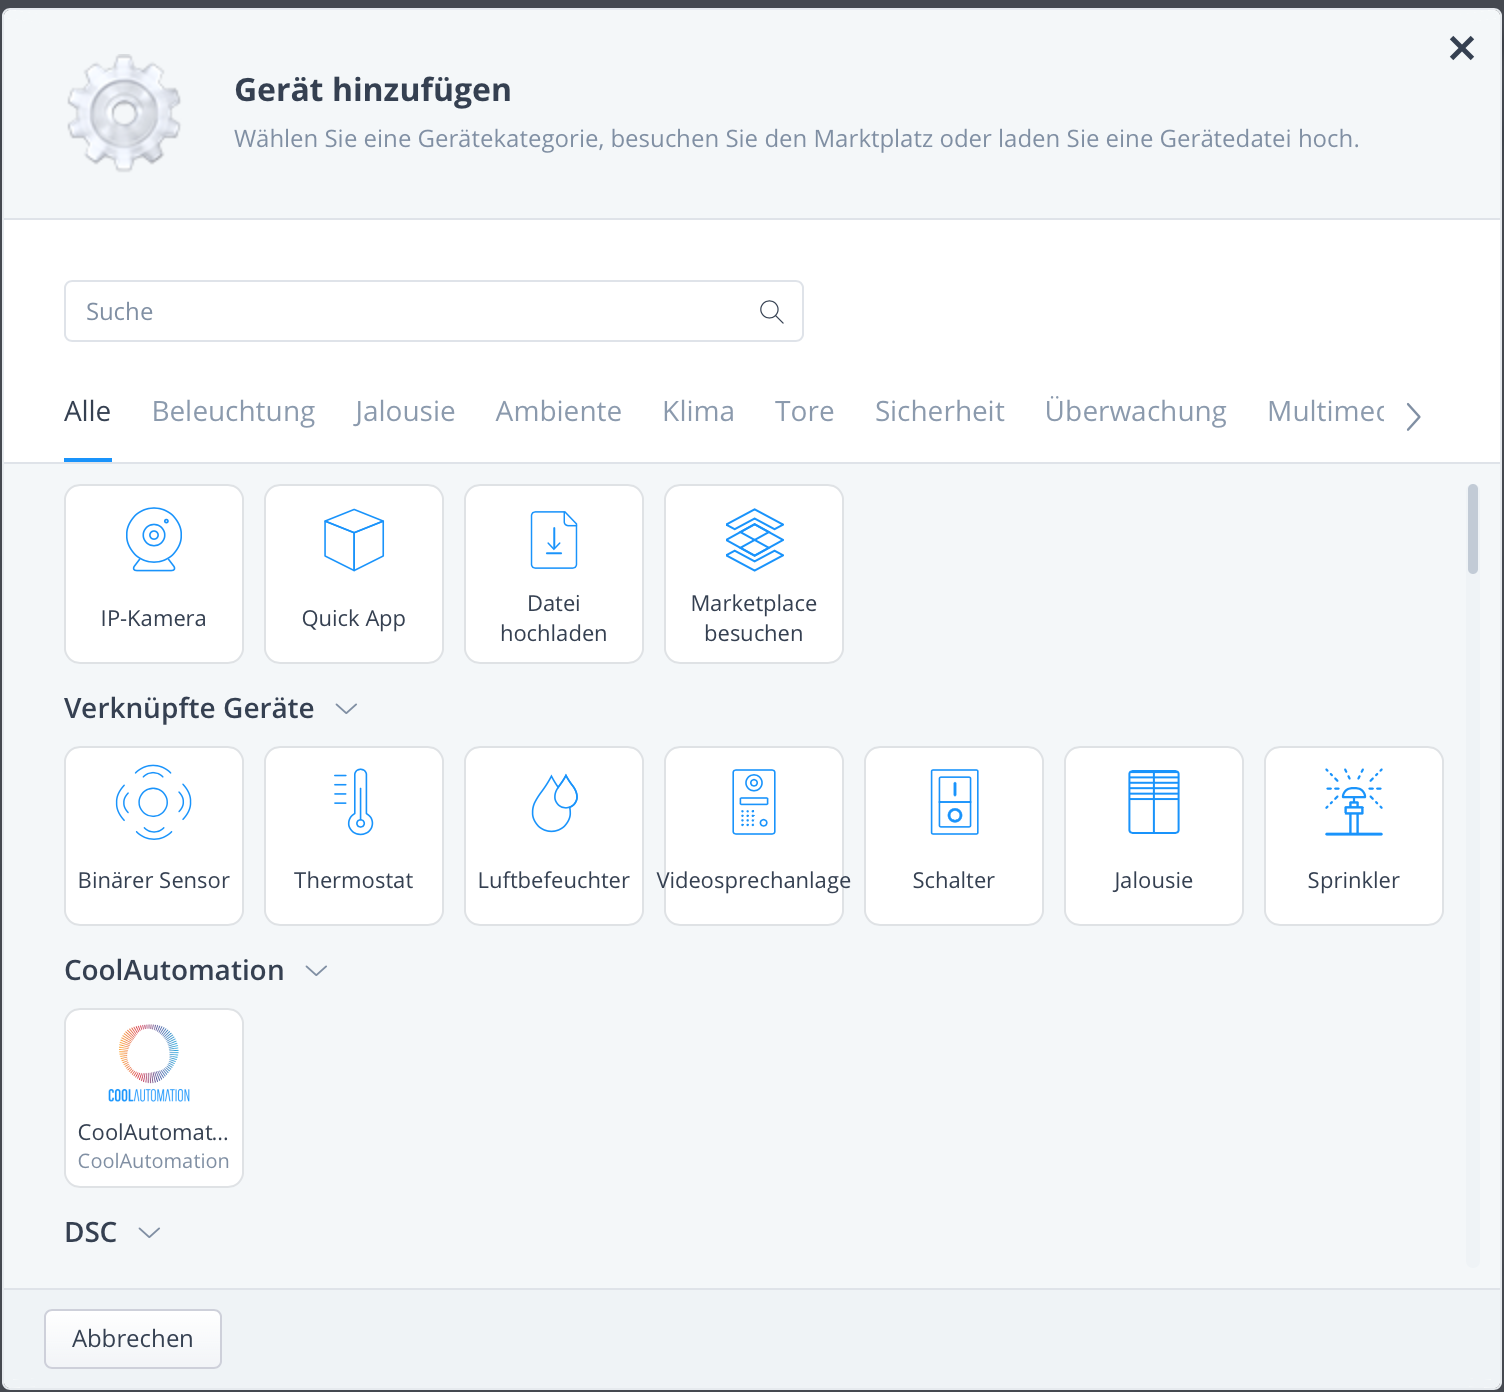 Gerät hinzufügen
Wählen Sie eine Gerätekategorie, besuchen Sie den Marktplatz oder laden Sie eine Gerätedatei hoch.
Suche
Alle Beleuchtung Jalousie Ambiente Klima Tore Sicherheit Überwachung Multimec
IP-Kamera
Quick App
Datei
hochladen
Marketplace
besuchen
Verknüpfte Geräte
Binärer Sensor
Thermostat
Luftbefeuchter
Videosprechanlage
Schalter
Jalousie
Sprinkler
CoolAutomation
COOLAUTOMATION
CoolAutomat...
CoolAutomation
DSC
Abbrechen